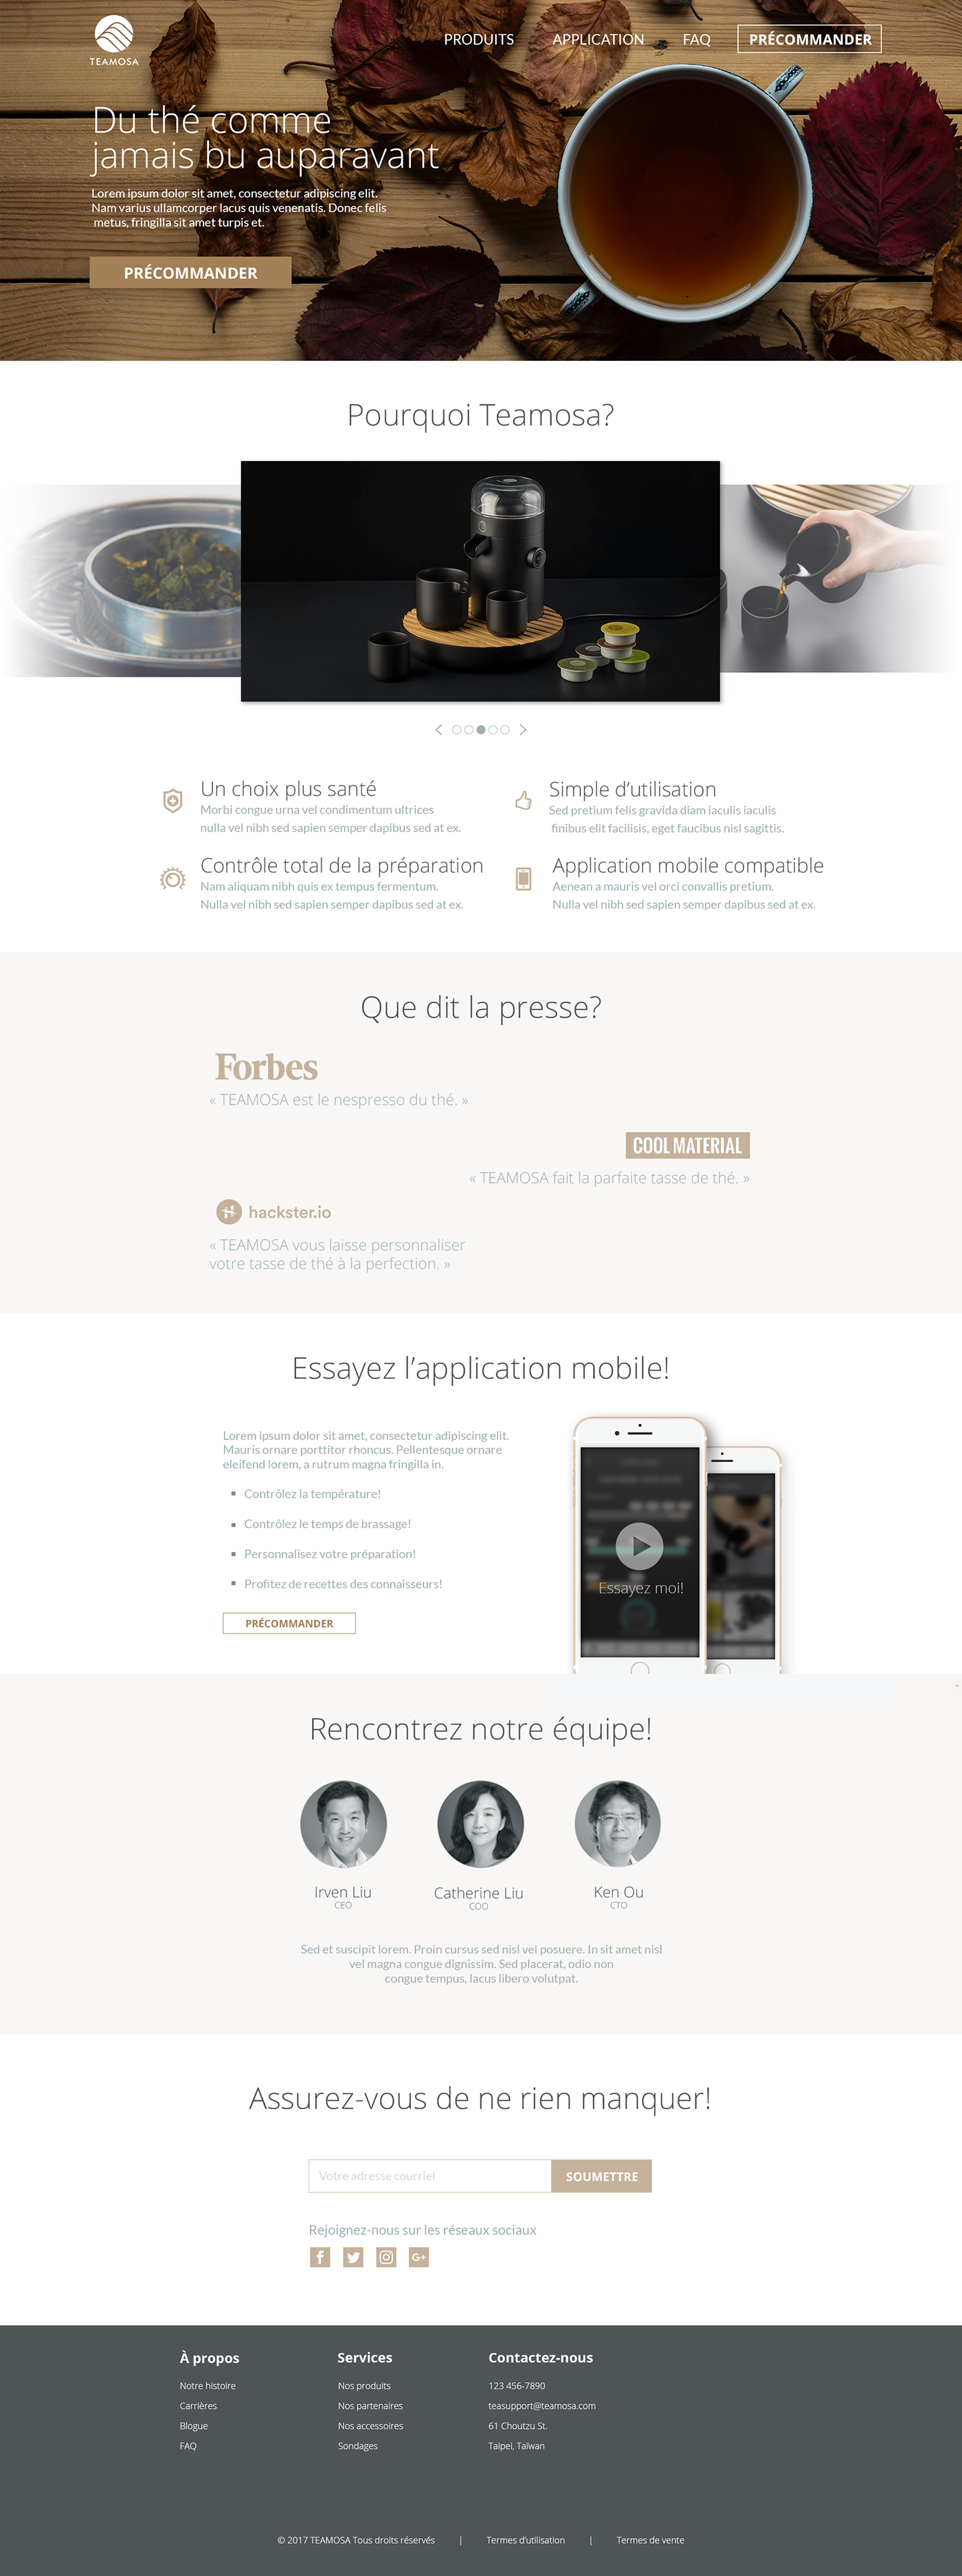 TEAMOSA
PRODUITS
APPLICATION
FAQ
PRÉCOMMANDER
Du thé comme
jamais bu auparavant
Lorem ipsum dolor sit amet, consectetur adipiscing elit.
Nam varius ullamcorper lacus quis venenatis. Donec felis
metus, fringilla sit amet turpis et.
PRÉCOMMANDER
Pourquoi Teamosa?
Un choix plus santé
Morbi congue urna vel condimentum ultrices
nulla vel nibh sed sapien semper dapibus sed at ex.
Simple d’utilisation
Sed pretium felis gravida diam iaculis iaculis
finibus elit facilisis, eget faucibus nisl sagittis.
Contrôle total de la préparation
Nam aliquam nibh quis ex tempus fermentum.
Nulla vel nibh sed sapien semper dapibus sed at ex.
Application mobile compatible
Aenean a mauris vel orci convallis pretium.
Nulla vel nibh sed sapien semper dapibus sed at ex.
Que dit la presse?
Forbes
« TEAMOSA est le nespresso du thé. »
COOL MATERIAL
« TEAMOSA fait la parfaite tasse de thé. »
hackster.io
« TEAMOSA vous laisse personnaliser
votre tasse de thé à la perfection. »
Essayez l’application mobile!
Lorem ipsum dolor sit amet, consectetur adipiscing elit.
Mauris ornare porttitor rhoncus. Pellentesque ornare
eleifend lorem, a rutrum magna fringilla in.
Contrôlez la température!
Contrôlez le temps de brassage!
Personnalisez votre préparation!
Profitez de recettes des connaisseurs!
PRÉCOMMANDER
Essayez moi!
Rencontrez notre équipe!
Irven Liu
CEO
Catherine Liu
COO
Ken Ou
CTO
Sed et suscipit lorem. Proin cursus sed nisl vel posuere. In sit amet nisl
vel magna congue dignissim. Sed placerat, odio non
congue tempus, lacus libero volutpat.
Assurez-vous de ne rien manquer!
Votre adresse courriel
SOUMETTRE
Rejoignez-nous sur les réseaux sociaux
À propos
Notre histoire
Carrières
Blogue
FAQ
Services
Nos produits
Nos partenaires
Nos accessoires
Sondages
Contactez-nous
123 456-7890
teasupport@teamosa.com
61 Choutzu St.
Taipei, Taïwan
© 2017 TEAMOSA Tous droits réservés | Termes d’utilisation | Termes de vente